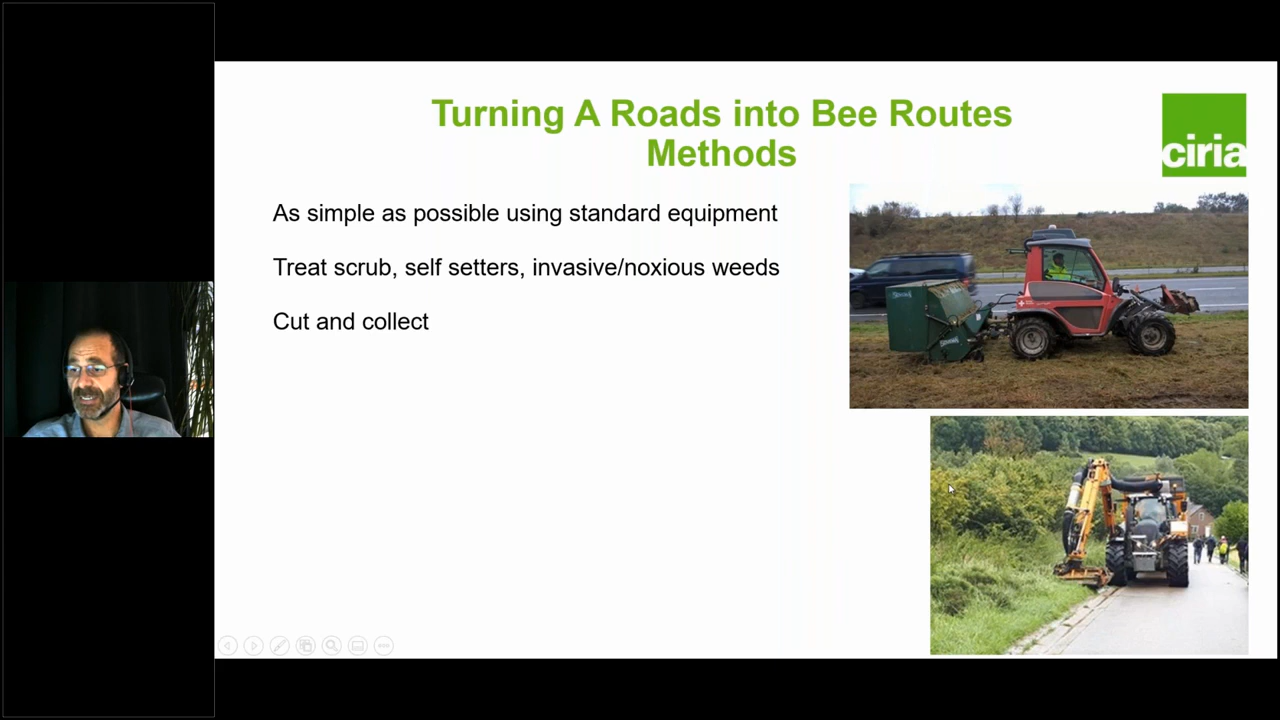 Turning A Roads into Bee Routes
Methods
ciria
As simple as possible using standard equipment
Treat scrub, self setters, invasive/noxious weeds
Cut and collect